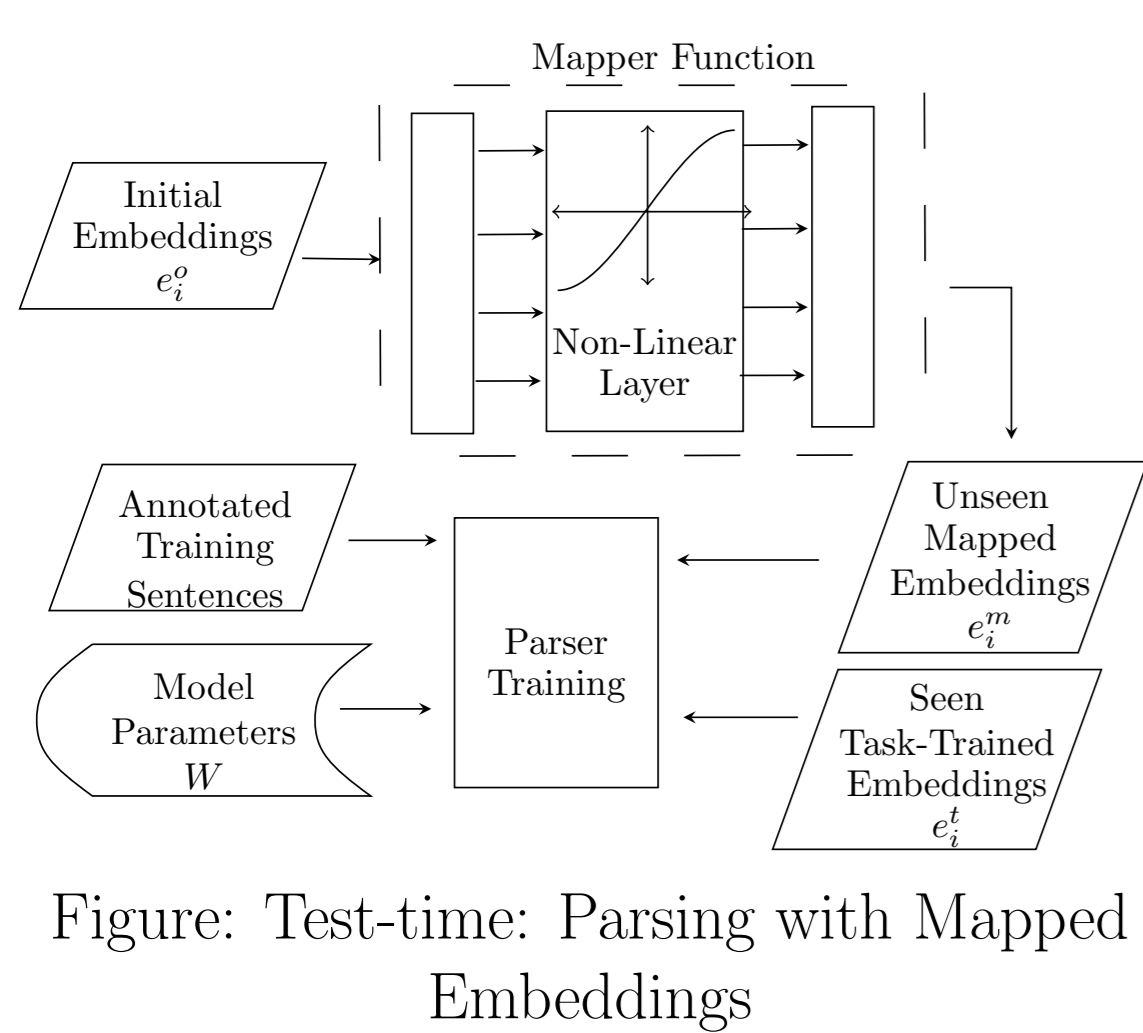 Mapper Function
Initial
Embeddings
e_i^o
Non-Linear
Layer
Annotated
Training
Sentences
Unseen
Mapped
Embeddings
e_i^m
Parser
Training
Model
Parameters
W
Seen
Task-Trained
Embeddings
e_i^t
Figure: Test-time: Parsing with Mapped
Embeddings